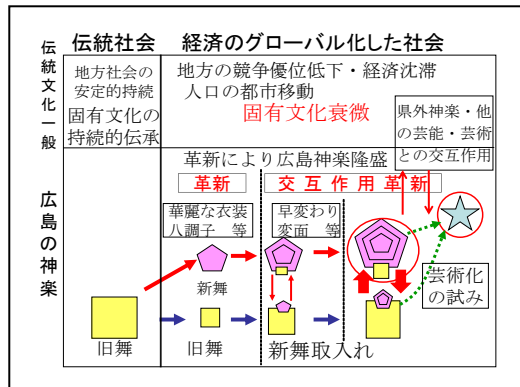 伝統社会
経済のグローバル化した社会
伝統文化一般
地方社会の
安定的持続
固有文化の
持続的伝承
地方の競争優位低下・経済沈滞
人口の都市移動
固有文化衰微
県外神楽・他
の芸能・芸術
との交互作用
広島の神楽
革新により広島神楽隆盛
革新
交互作用革新
華麗な衣装
八調子 等
早変わり
変面 等
新舞
芸術化
の試み
旧舞
旧舞
新舞取入れ